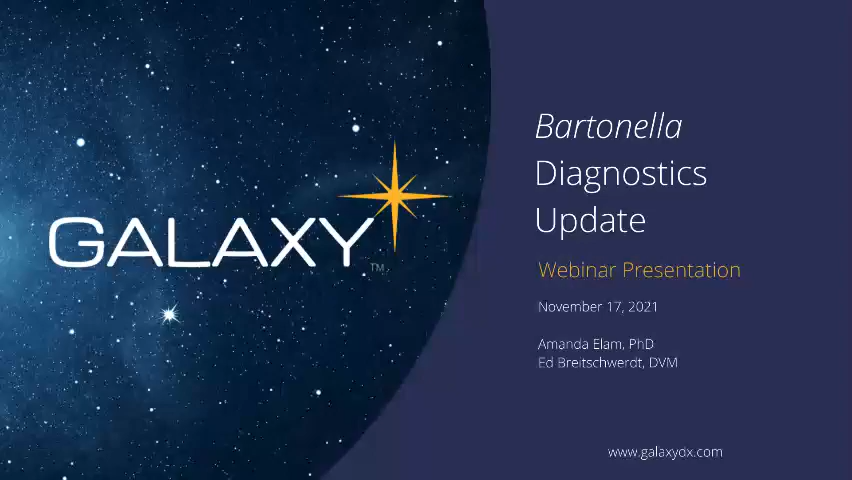 GALAXY
TM
Bartonella
Diagnostics
Update
Webinar Presentation
November 17, 2021
Amanda Elam, PhD
Ed Breitschwerdt, DVM
www.galaxydx.com